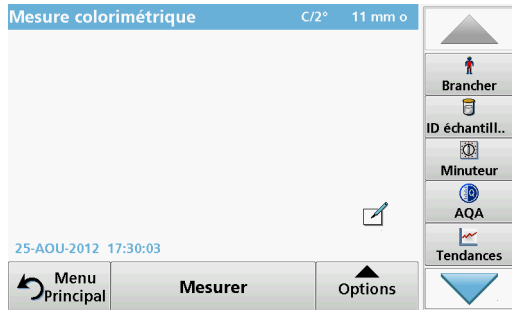 Mesure colorimétrique C/2° 11 mm o
Brancher
ID échantill..
Minuteur
AQA
Tendances
25-AOU-2012 17:30:03
Menu
Principal
Mesurer
Options